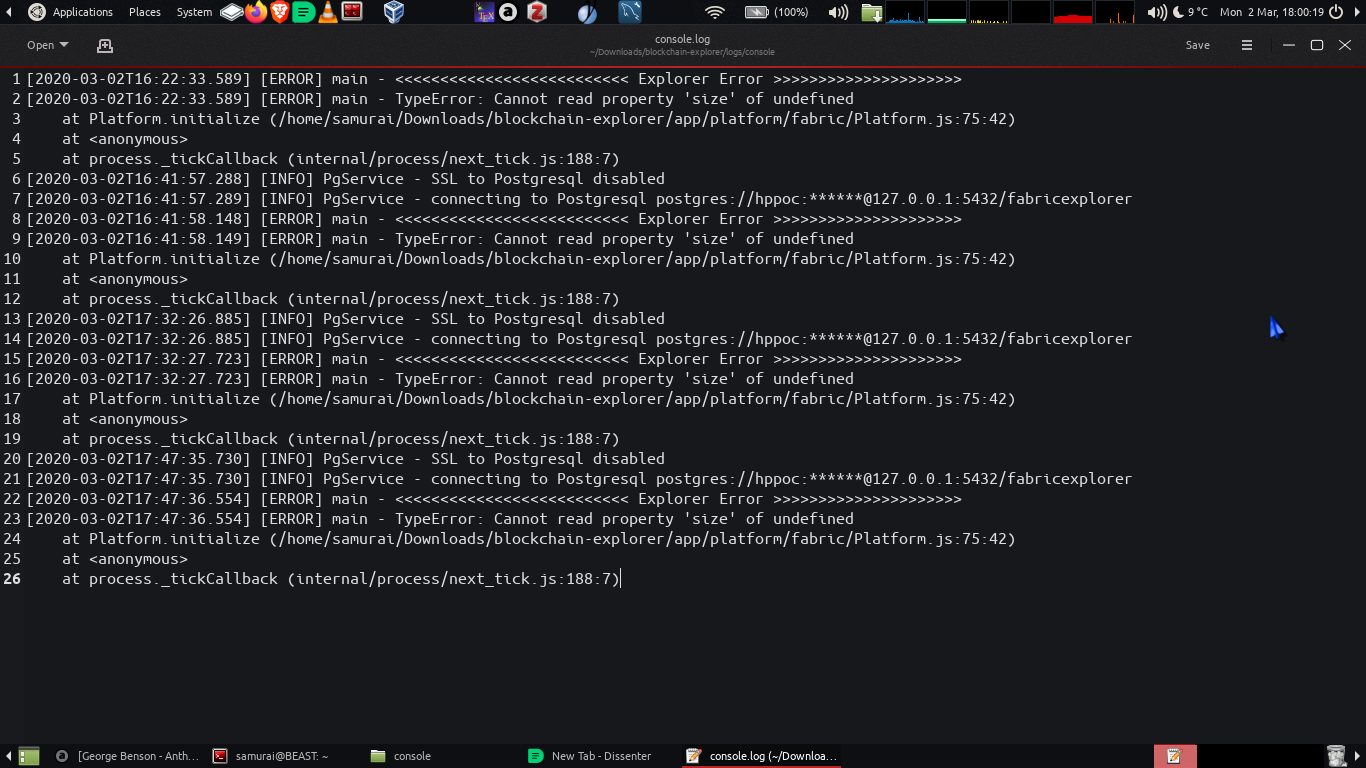 Applications Places System (100%) 9 °C Mon 2 Mar, 18:00:19
Open console.log Save
~/Downloads/blockchain-explorer/logs/console
1 [2020-03-02T16:22:33.589] [ERROR] main - <<<<<<<<<<<<<<<<<<<<<<<<<< Explorer Error >>>>>>>>>>>>>>>>>>>>>
2 [2020-03-02T16:22:33.589] [ERROR] main - TypeError: Cannot read property 'size' of undefined
3     at Platform.initialize (/home/samurai/Downloads/blockchain-explorer/app/platform/fabric/Platform.js:75:42)
4     at <anonymous>
5     at process._tickCallback (internal/process/next_tick.js:188:7)
6 [2020-03-02T16:41:57.288] [INFO] PgService - SSL to Postgresql disabled
7 [2020-03-02T16:41:57.289] [INFO] PgService - connecting to Postgresql postgres://hppoc:******@127.0.0.1:5432/fabricexplorer
8 [2020-03-02T16:41:58.148] [ERROR] main - <<<<<<<<<<<<<<<<<<<<<<<<<< Explorer Error >>>>>>>>>>>>>>>>>>>>>
9 [2020-03-02T16:41:58.149] [ERROR] main - TypeError: Cannot read property 'size' of undefined
10     at Platform.initialize (/home/samurai/Downloads/blockchain-explorer/app/platform/fabric/Platform.js:75:42)
11     at <anonymous>
12     at process._tickCallback (internal/process/next_tick.js:188:7)
13 [2020-03-02T17:32:26.885] [INFO] PgService - SSL to Postgresql disabled
14 [2020-03-02T17:32:26.885] [INFO] PgService - connecting to Postgresql postgres://hppoc:******@127.0.0.1:5432/fabricexplorer
15 [2020-03-02T17:32:27.723] [ERROR] main - <<<<<<<<<<<<<<<<<<<<<<<<<< Explorer Error >>>>>>>>>>>>>>>>>>>>>
16 [2020-03-02T17:32:27.723] [ERROR] main - TypeError: Cannot read property 'size' of undefined
17     at Platform.initialize (/home/samurai/Downloads/blockchain-explorer/app/platform/fabric/Platform.js:75:42)
18     at <anonymous>
19     at process._tickCallback (internal/process/next_tick.js:188:7)
20 [2020-03-02T17:47:35.730] [INFO] PgService - SSL to Postgresql disabled
21 [2020-03-02T17:47:35.730] [INFO] PgService - connecting to Postgresql postgres://hppoc:******@127.0.0.1:5432/fabricexplorer
22 [2020-03-02T17:47:36.554] [ERROR] main - <<<<<<<<<<<<<<<<<<<<<<<<<< Explorer Error >>>>>>>>>>>>>>>>>>>>>
23 [2020-03-02T17:47:36.554] [ERROR] main - TypeError: Cannot read property 'size' of undefined
24     at Platform.initialize (/home/samurai/Downloads/blockchain-explorer/app/platform/fabric/Platform.js:75:42)
25     at <anonymous>
26     at process._tickCallback (internal/process/next_tick.js:188:7)
[George Benson - Anth... samurai@BEAST: ~ console New Tab - Dissenter console.log (~/Downloa...